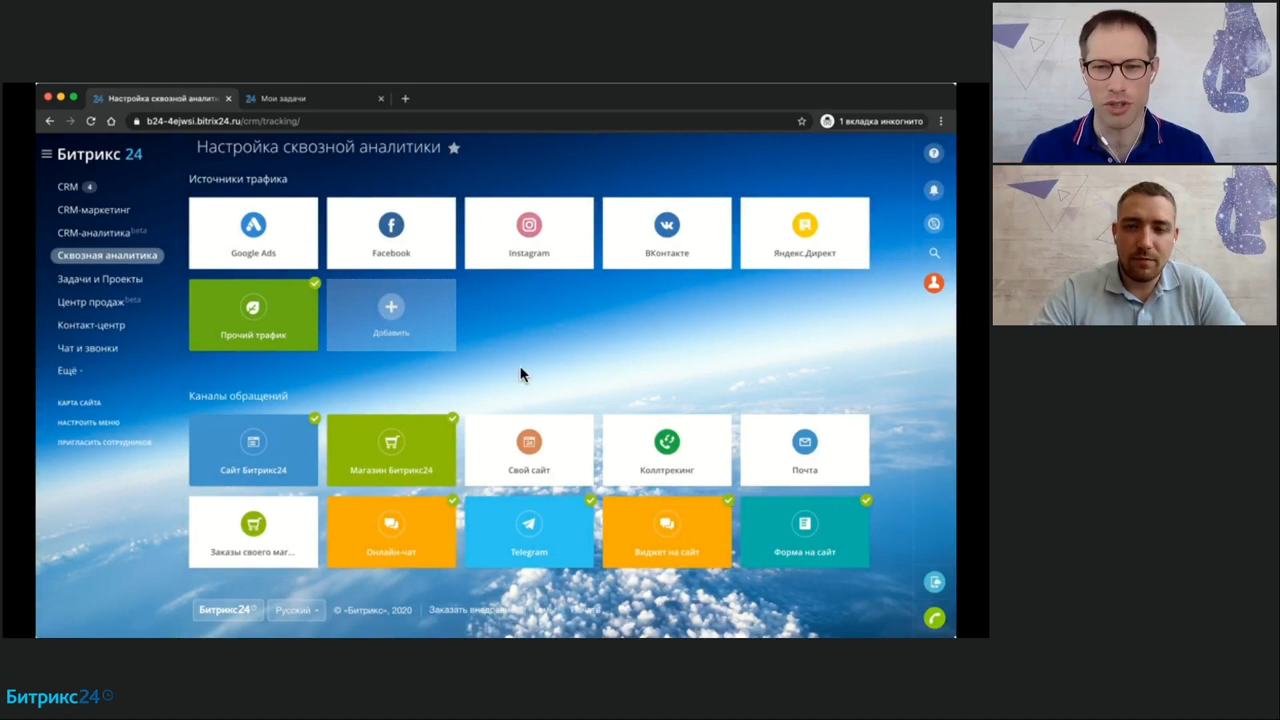 Настройка сквозной аналити
Мои задачи
b24-4ejwsi.bitrix24.ru/crm/tracking/
1 вкладка инкогнито
Битрикс 24
Настройка сквозной аналитики
CRM 4
CRM-маркетинг
CRM-аналитика beta
Сквозная аналитика
Задачи и Проекты
Центр продаж beta
Контакт-центр
Чат и звонки
Ещё
КАРТА САЙТА
НАСТРОИТЬ МЕНЮ
ПРИГЛАСИТЬ СОТРУДНИКОВ
Источники трафика
Google Ads
Facebook
Instagram
ВКонтакте
Яндекс.Директ
Прочий трафик
Добавить
Каналы обращений
Сайт Битрикс24
Магазин Битрикс24
Свой сайт
Коллтрекинг
Почта
Заказы своего маг...
Онлайн-чат
Telegram
Виджет на сайт
Форма на сайт
Битрикс24
Русский
© «Битрикс», 2020
Заказать
Битрикс24